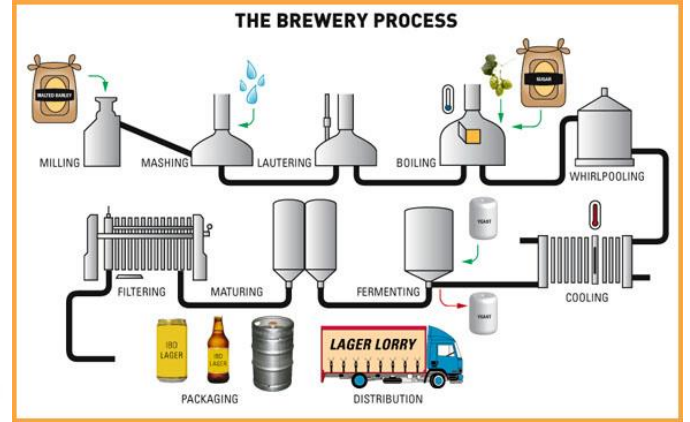 THE BREWERY PROCESS
MALTED BARLEY
SUGAR
MILLING
MASHING
LAUTERING
BOILING
WHIRLPOOLING
YEAST
FILTERING
MATURING
FERMENTING
COOLING
YEAST
IBD
LAGER
IBD
LAGER
LAGER LORRY
PACKAGING
DISTRIBUTION